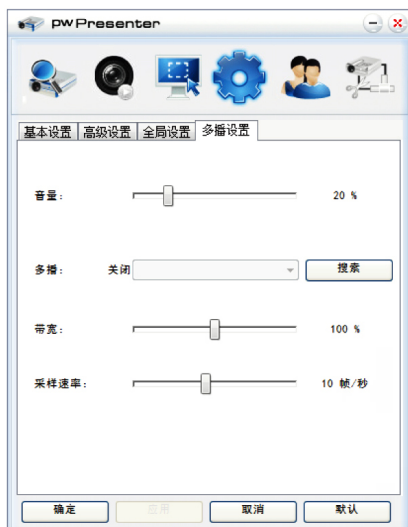 pwPresenter
基本设置 高级设置 全局设置 多播设置
音量： 20 %
多播： 关闭 搜索
带宽： 100 %
采样速率： 10 帧/秒
确定 应用 取消 默认